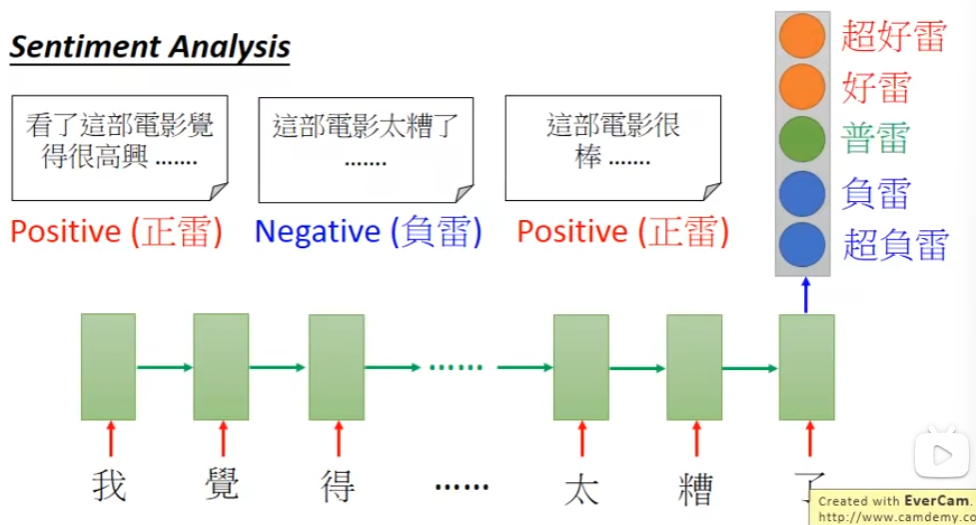 Sentiment Analysis
看了這部電影覺
得很高興 .......
Positive (正雷)
這部電影太糟了
.......
Negative (負雷)
這部電影很
棒 .......
Positive (正雷)
超好雷
好雷
普雷
負雷
超負雷
......
我 覺 得 ...... 太 糟 了
Created with EverCam.
http://www.camdemy.co